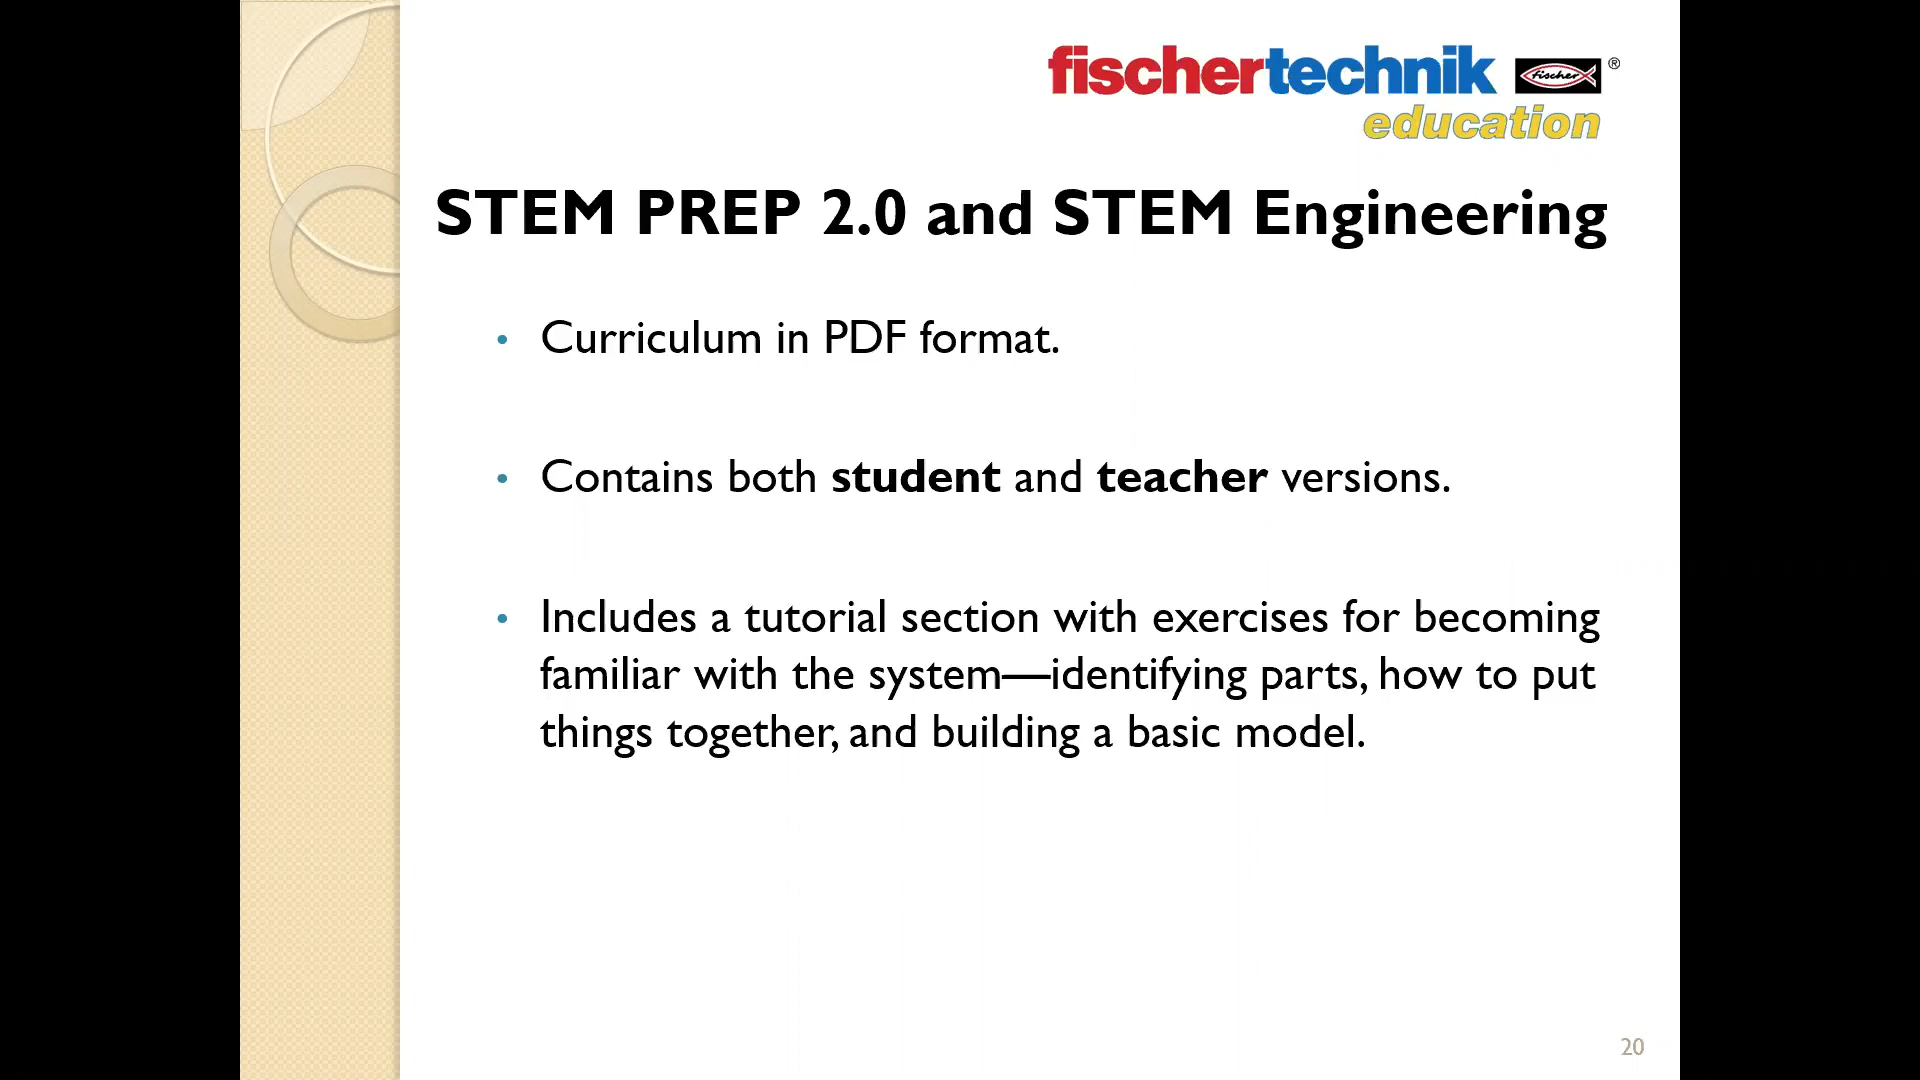 fischertechnik fischer ®
education
STEM PREP 2.0 and STEM Engineering
• Curriculum in PDF format.
• Contains both student and teacher versions.
• Includes a tutorial section with exercises for becoming
familiar with the system—identifying parts, how to put
things together, and building a basic model.
20